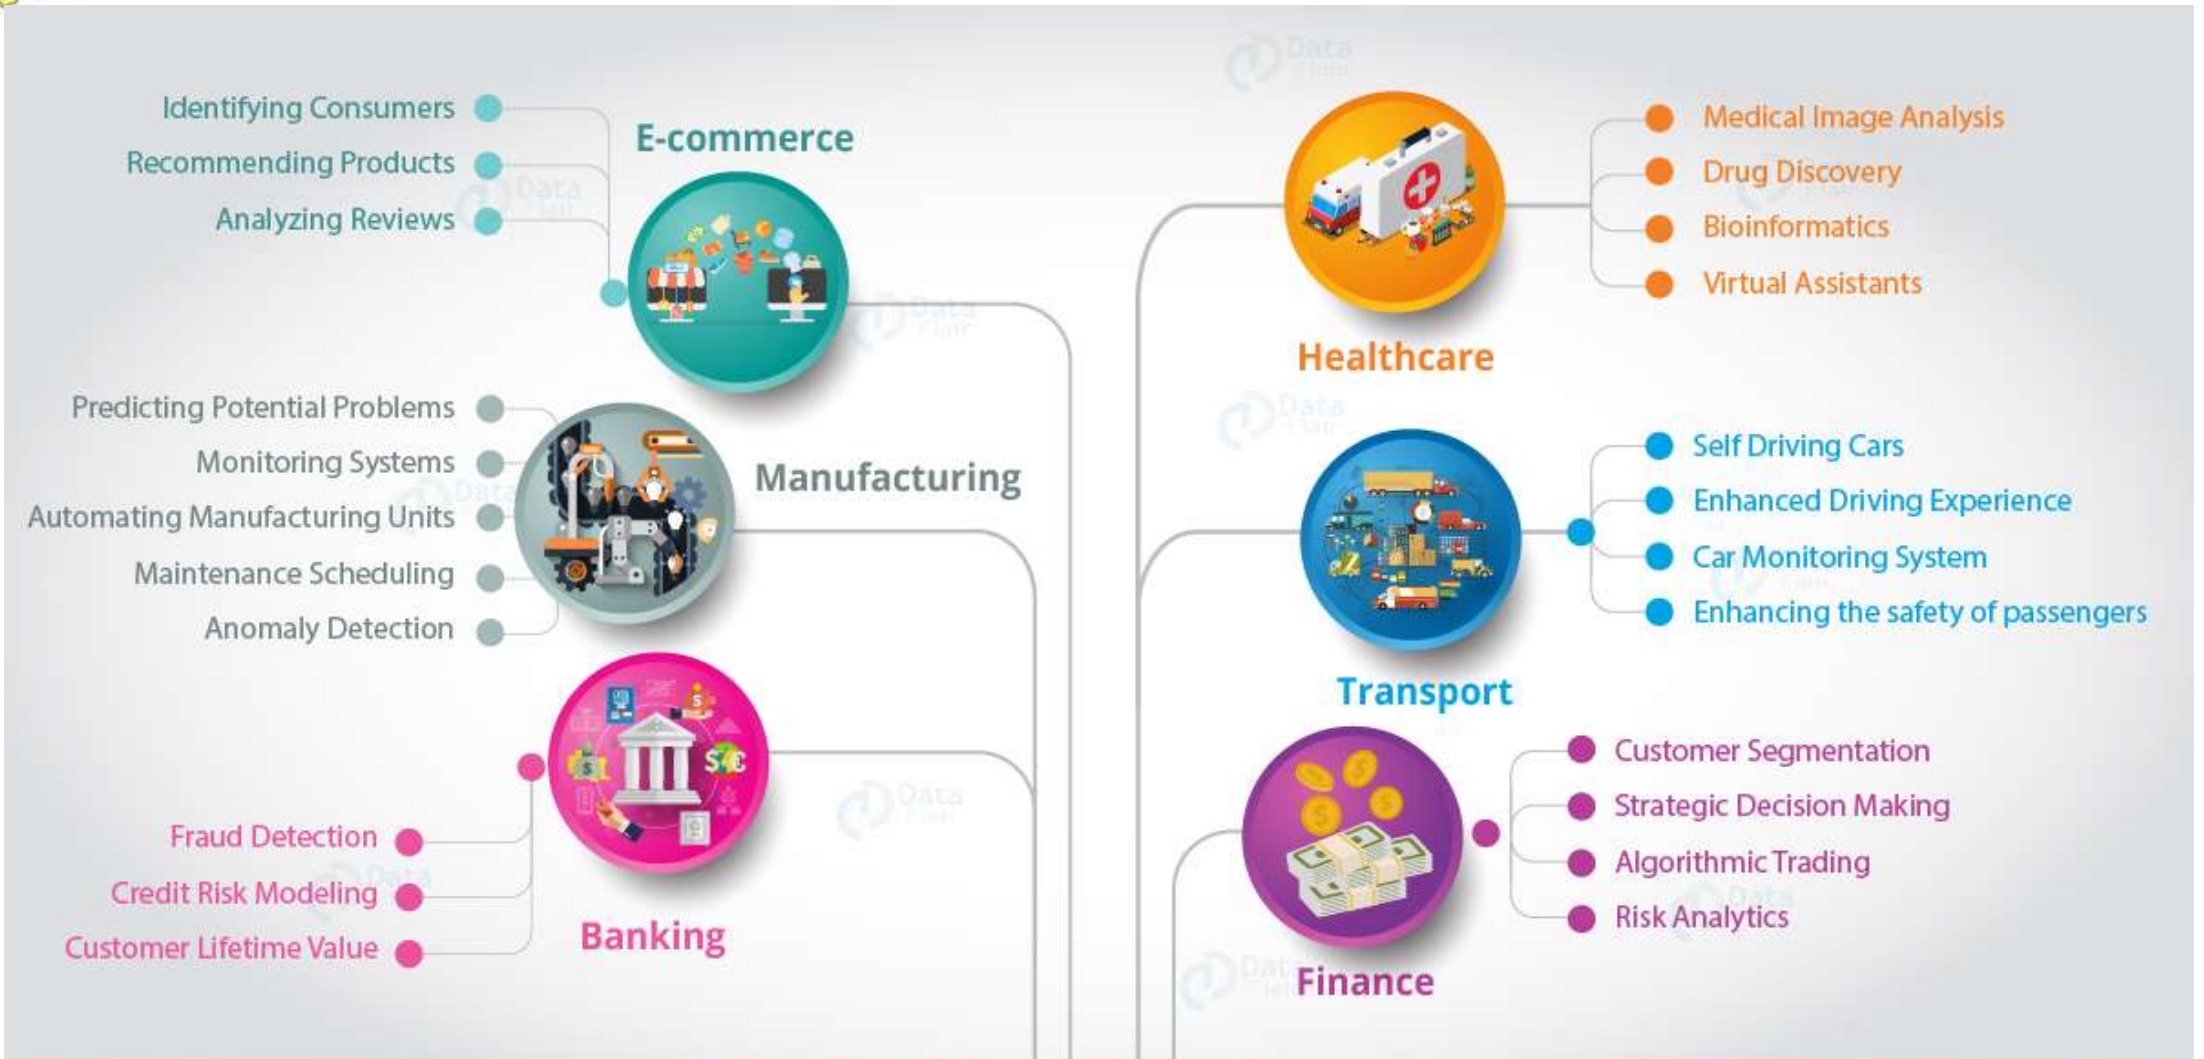 Identifying Consumers
Recommending Products
Analyzing Reviews
E-commerce
Predicting Potential Problems
Monitoring Systems
Automating Manufacturing Units
Maintenance Scheduling
Anomaly Detection
Manufacturing
Fraud Detection
Credit Risk Modeling
Customer Lifetime Value
Banking
Medical Image Analysis
Drug Discovery
Bioinformatics
Virtual Assistants
Healthcare
Self Driving Cars
Enhanced Driving Experience
Car Monitoring System
Enhancing the safety of passengers
Transport
Customer Segmentation
Strategic Decision Making
Algorithmic Trading
Risk Analytics
Finance
Data
Flair